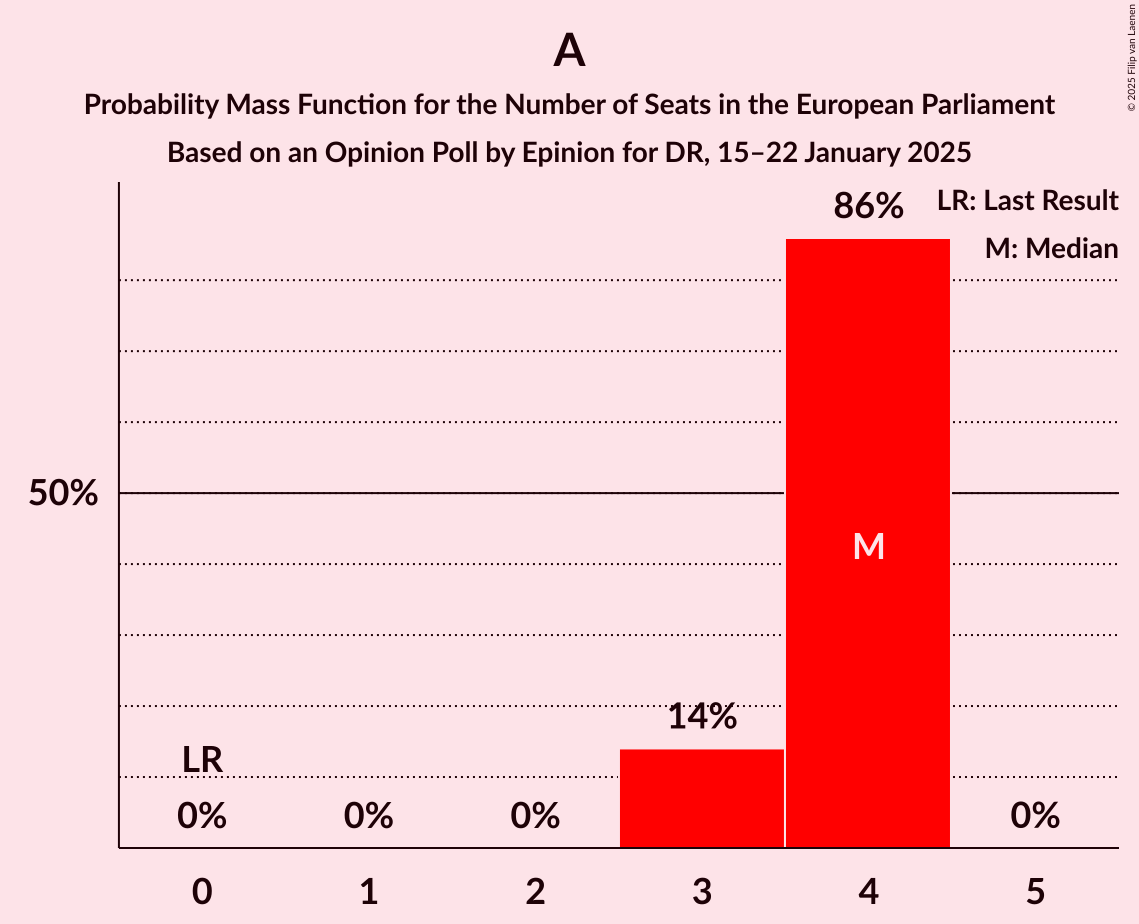 A
Probability Mass Function for the Number of Seats in the European Parliament
Based on an Opinion Poll by Epinion for DR, 15–22 January 2025
© 2025 Filip van Laenen
LR: Last Result
M: Median
86%
50%
M
14%
LR
0%
0%
0%
0%
0
1
2
3
4
5